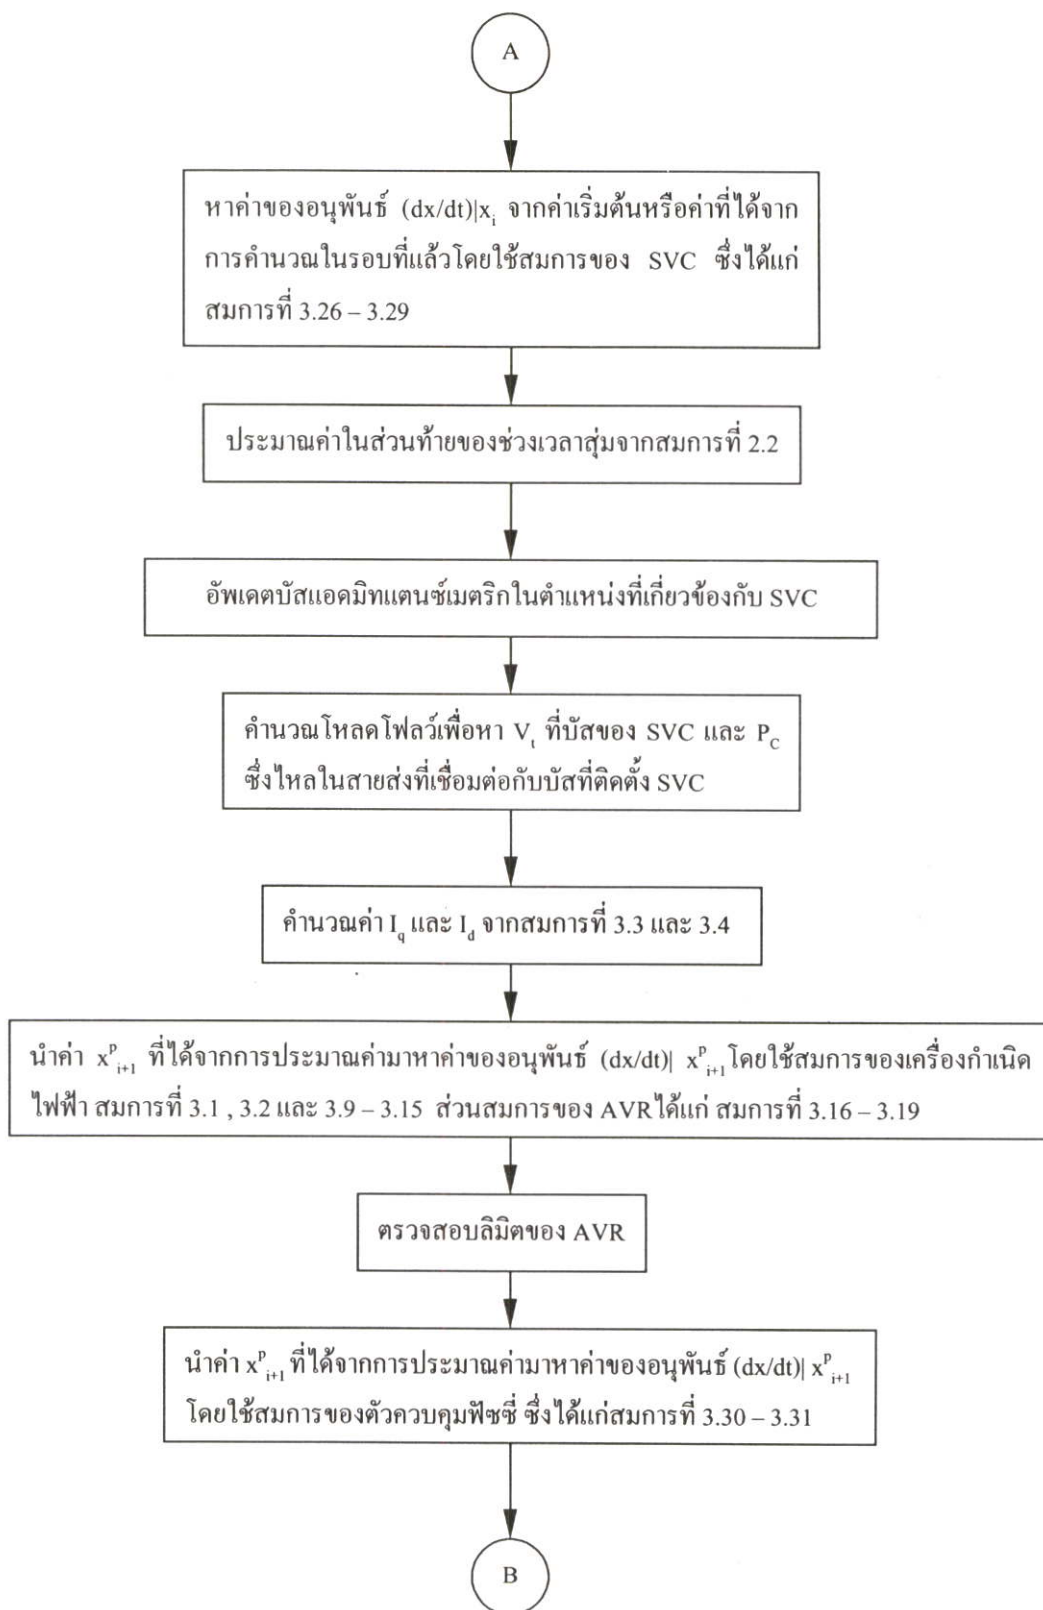 A
หาค่าของอนุพันธ์ (dx/dt)|xᵢ จากค่าเริ่มต้นหรือค่าที่ได้จาก
การคำนวณในรอบที่แล้วโดยใช้สมการของ SVC ซึ่งได้แก่
สมการที่ 3.26 – 3.29
ประมาณค่าในส่วนท้ายของช่วงเวลาสุ่มจากสมการที่ 2.2
อัพเดตบัสแอดมิทแตนซ์เมตริกในตำแหน่งที่เกี่ยวข้องกับ SVC
คำนวณโหลดโฟลว์เพื่อหา Vₜ ที่บัสของ SVC และ P_C
ซึ่งไหลในสายส่งที่เชื่อมต่อกับบัสที่ติดตั้ง SVC
คำนวณค่า I_q และ I_d จากสมการที่ 3.3 และ 3.4
นำค่า xᵖᵢ₊₁ ที่ได้จากการประมาณค่ามาหาค่าของอนุพันธ์ (dx/dt)| xᵖᵢ₊₁ โดยใช้สมการของเครื่องกำเนิด
ไฟฟ้า สมการที่ 3.1 , 3.2 และ 3.9 – 3.15 ส่วนสมการของ AVR ได้แก่ สมการที่ 3.16 – 3.19
ตรวจสอบลิมิตของ AVR
นำค่า xᵖᵢ₊₁ ที่ได้จากการประมาณค่ามาหาค่าของอนุพันธ์ (dx/dt)| xᵖᵢ₊₁
โดยใช้สมการของตัวควบคุมฟัซซี่ ซึ่งได้แก่สมการที่ 3.30 – 3.31
B